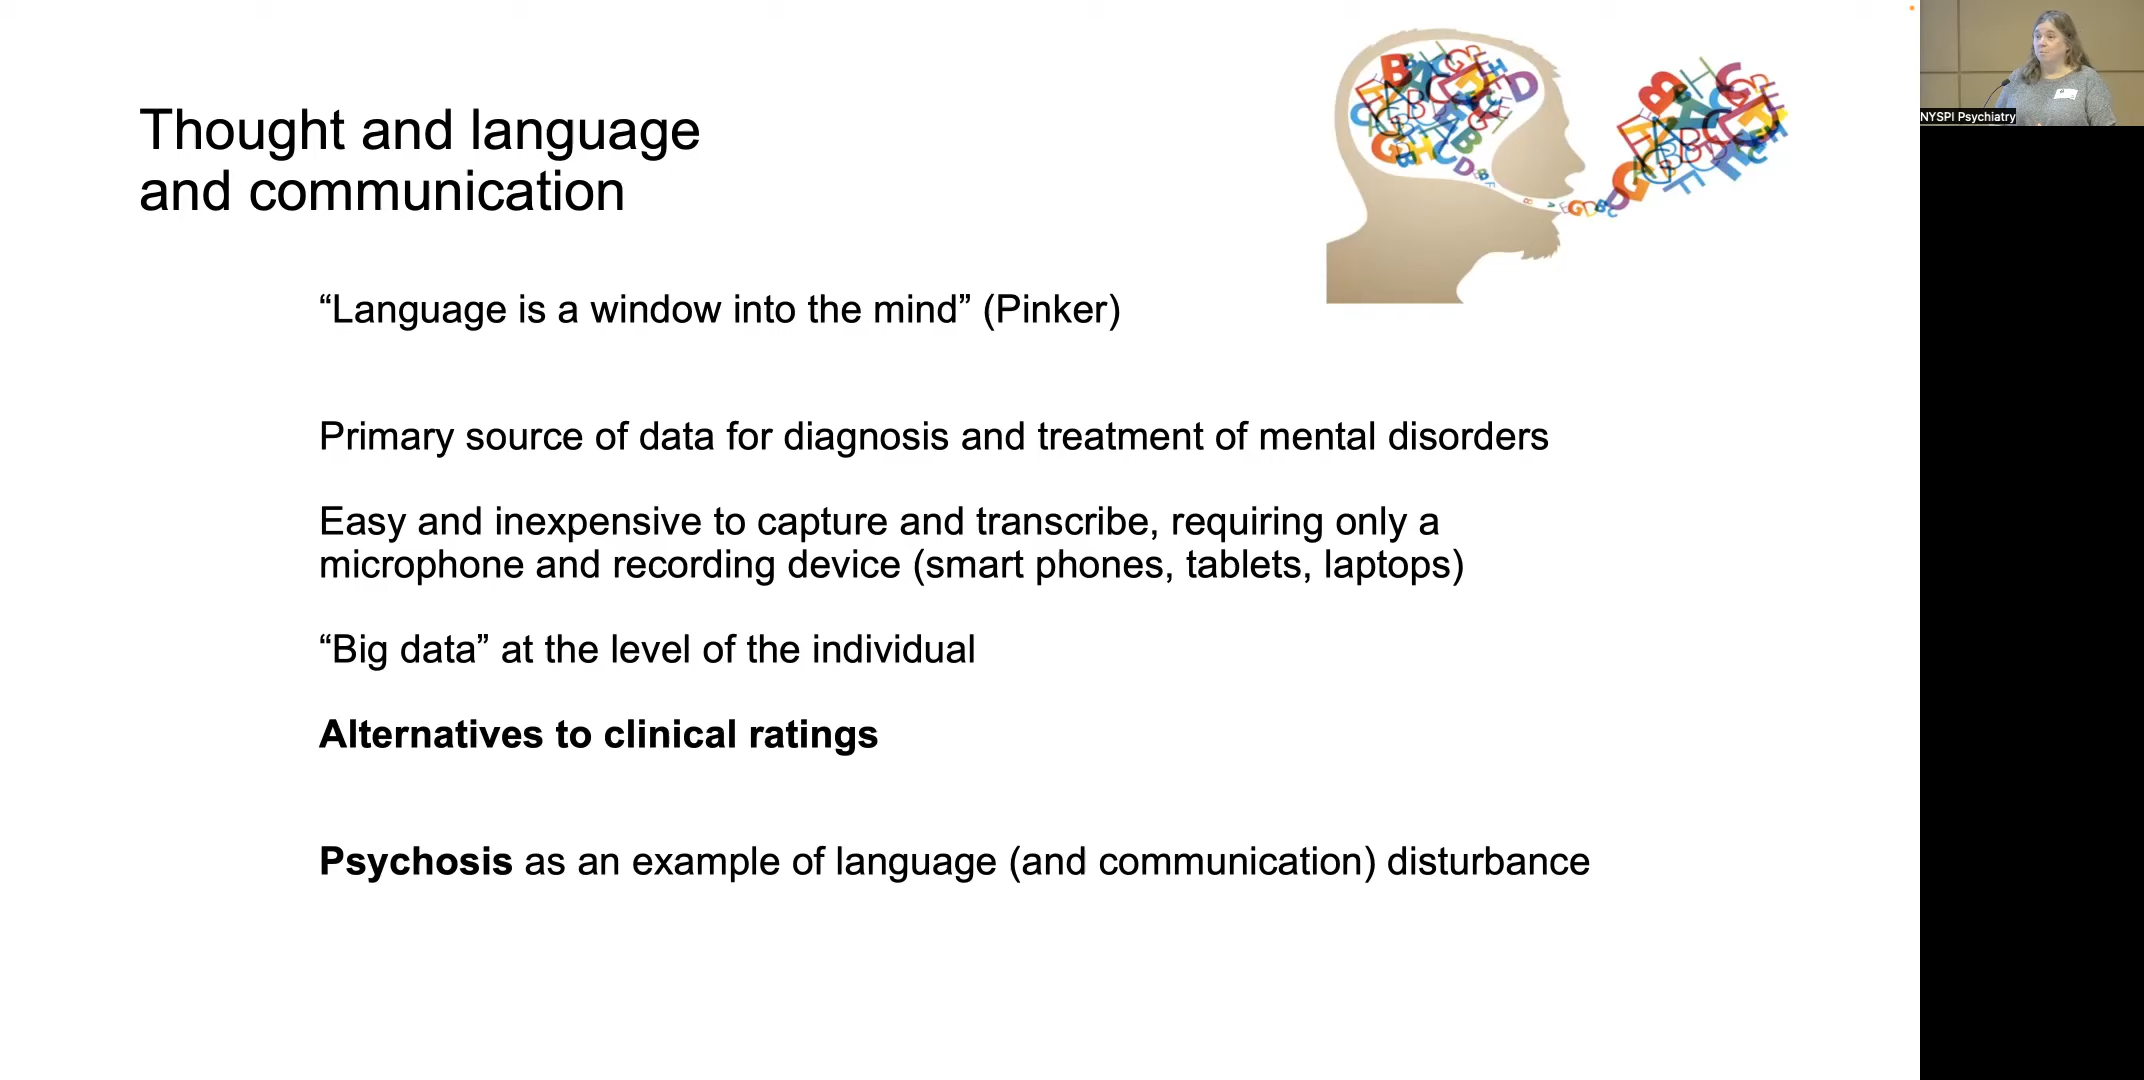 Thought and language
and communication
“Language is a window into the mind” (Pinker)
Primary source of data for diagnosis and treatment of mental disorders
Easy and inexpensive to capture and transcribe, requiring only a
microphone and recording device (smart phones, tablets, laptops)
“Big data” at the level of the individual
Alternatives to clinical ratings
Psychosis as an example of language (and communication) disturbance
NYSPI Psychiatry